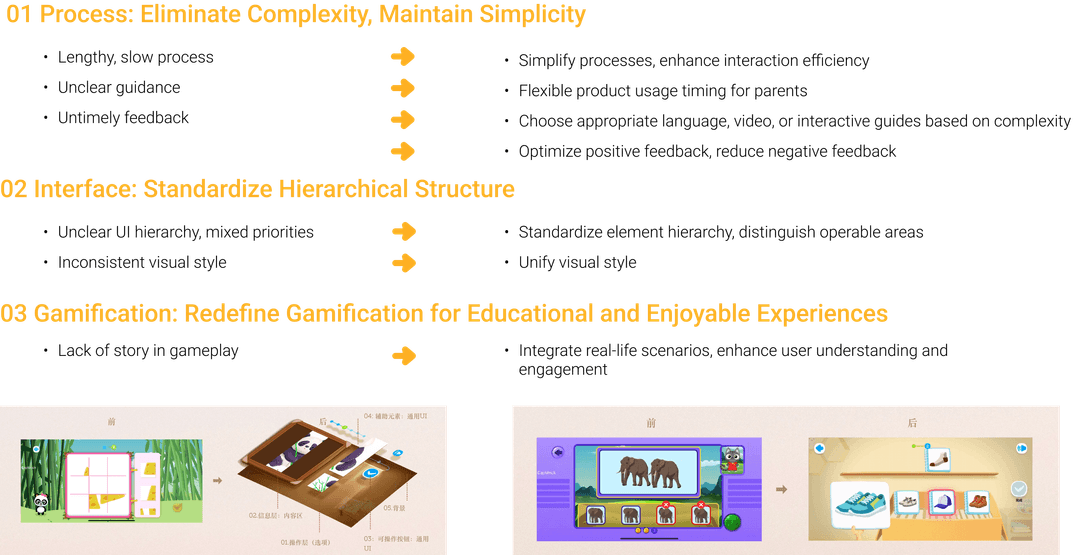 01 Process: Eliminate Complexity, Maintain Simplicity
• Lengthy, slow process
• Unclear guidance
• Untimely feedback
• Simplify processes, enhance interaction efficiency
• Flexible product usage timing for parents
• Choose appropriate language, video, or interactive guides based on complexity
• Optimize positive feedback, reduce negative feedback
02 Interface: Standardize Hierarchical Structure
• Unclear UI hierarchy, mixed priorities
• Inconsistent visual style
• Standardize element hierarchy, distinguish operable areas
• Unify visual style
03 Gamification: Redefine Gamification for Educational and Enjoyable Experiences
• Lack of story in gameplay
• Integrate real-life scenarios, enhance user understanding and
engagement
前
后
04: 辅助元素: 通用UI
02.信息层: 内容区
05.背景
01.操作层（选项）
03: 可操作按钮: 通用
UI
前
后